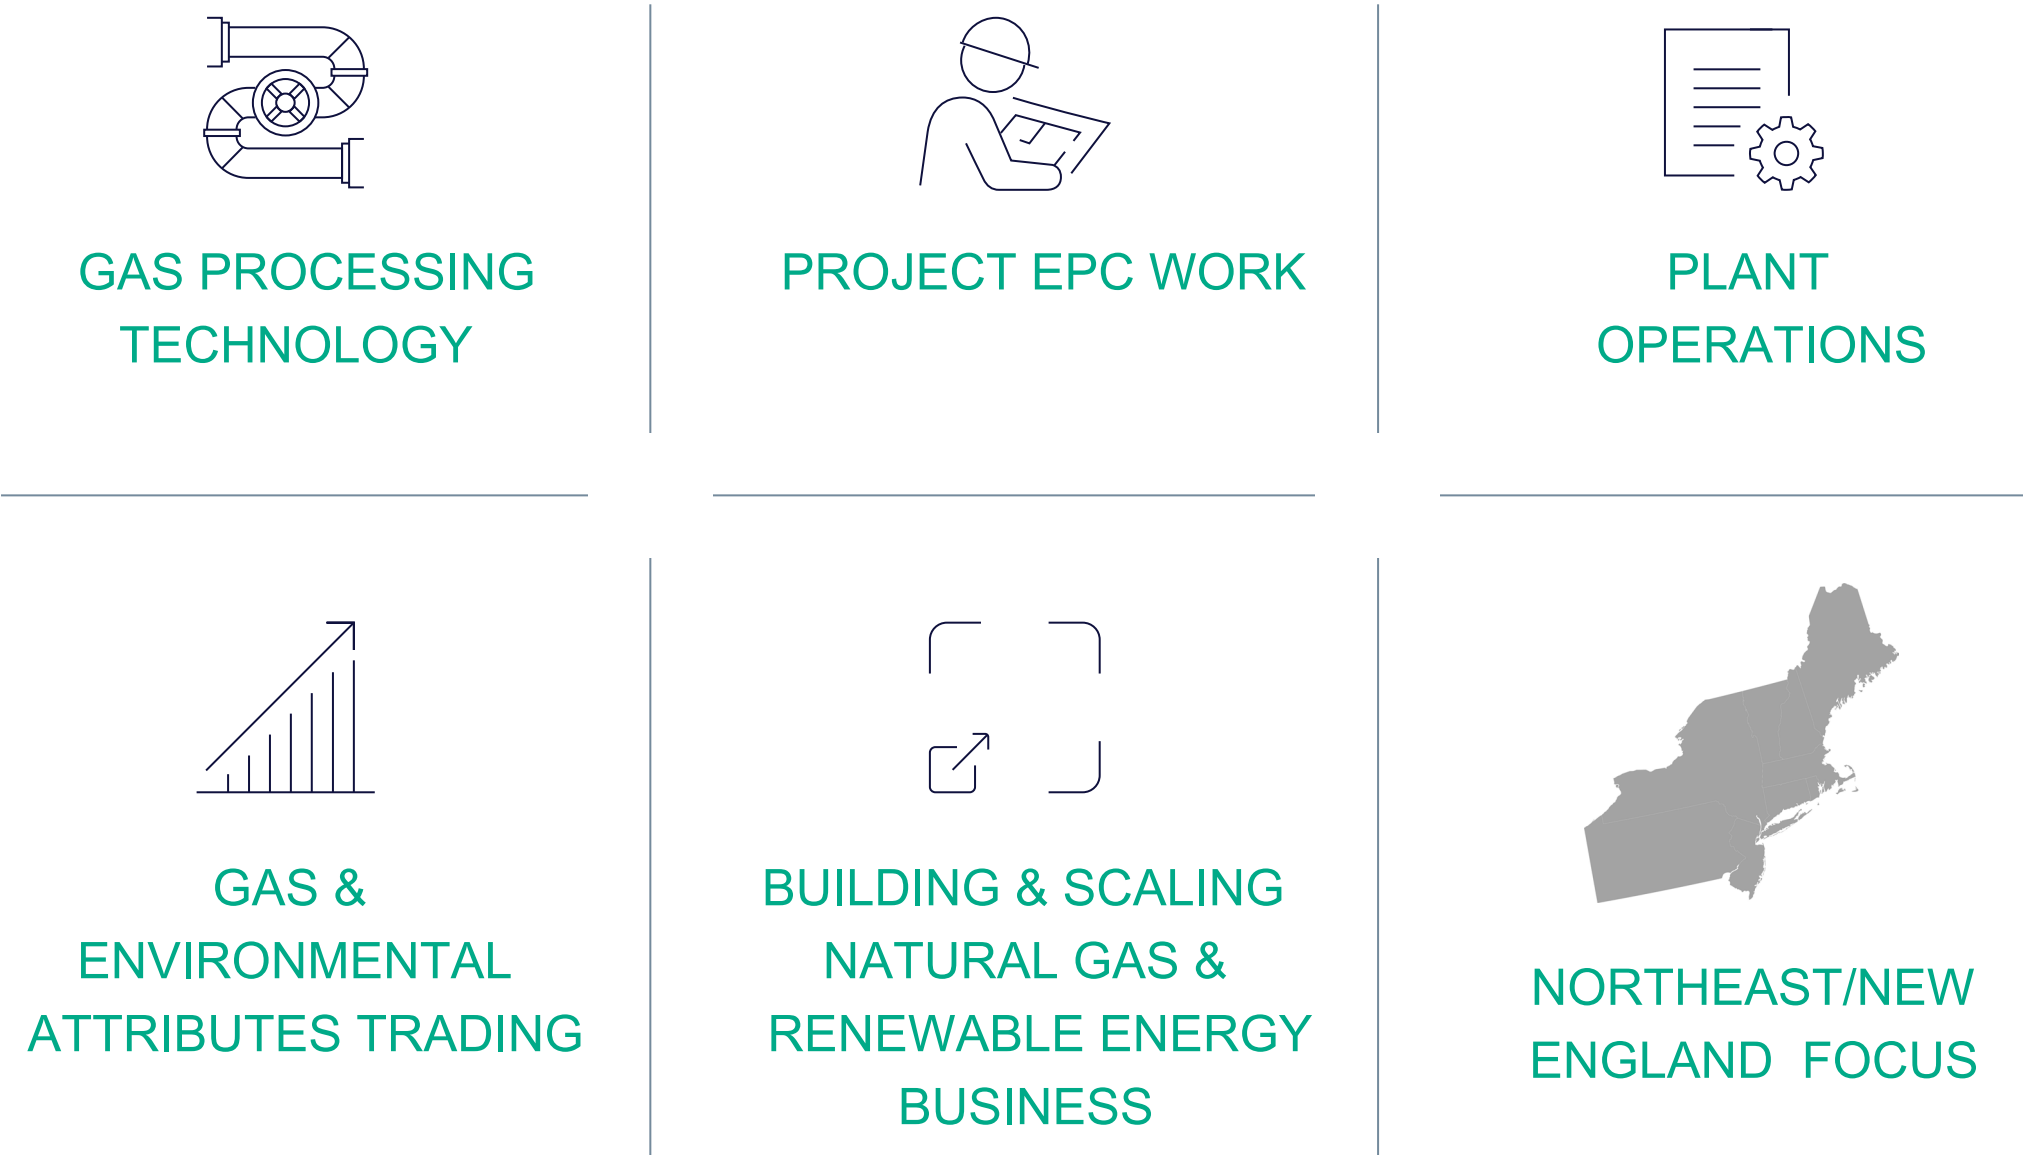 GAS PROCESSING
TECHNOLOGY
PROJECT EPC WORK
PLANT
OPERATIONS
GAS &
ENVIRONMENTAL
ATTRIBUTES TRADING
BUILDING & SCALING
NATURAL GAS &
RENEWABLE ENERGY
BUSINESS
NORTHEAST/NEW
ENGLAND FOCUS